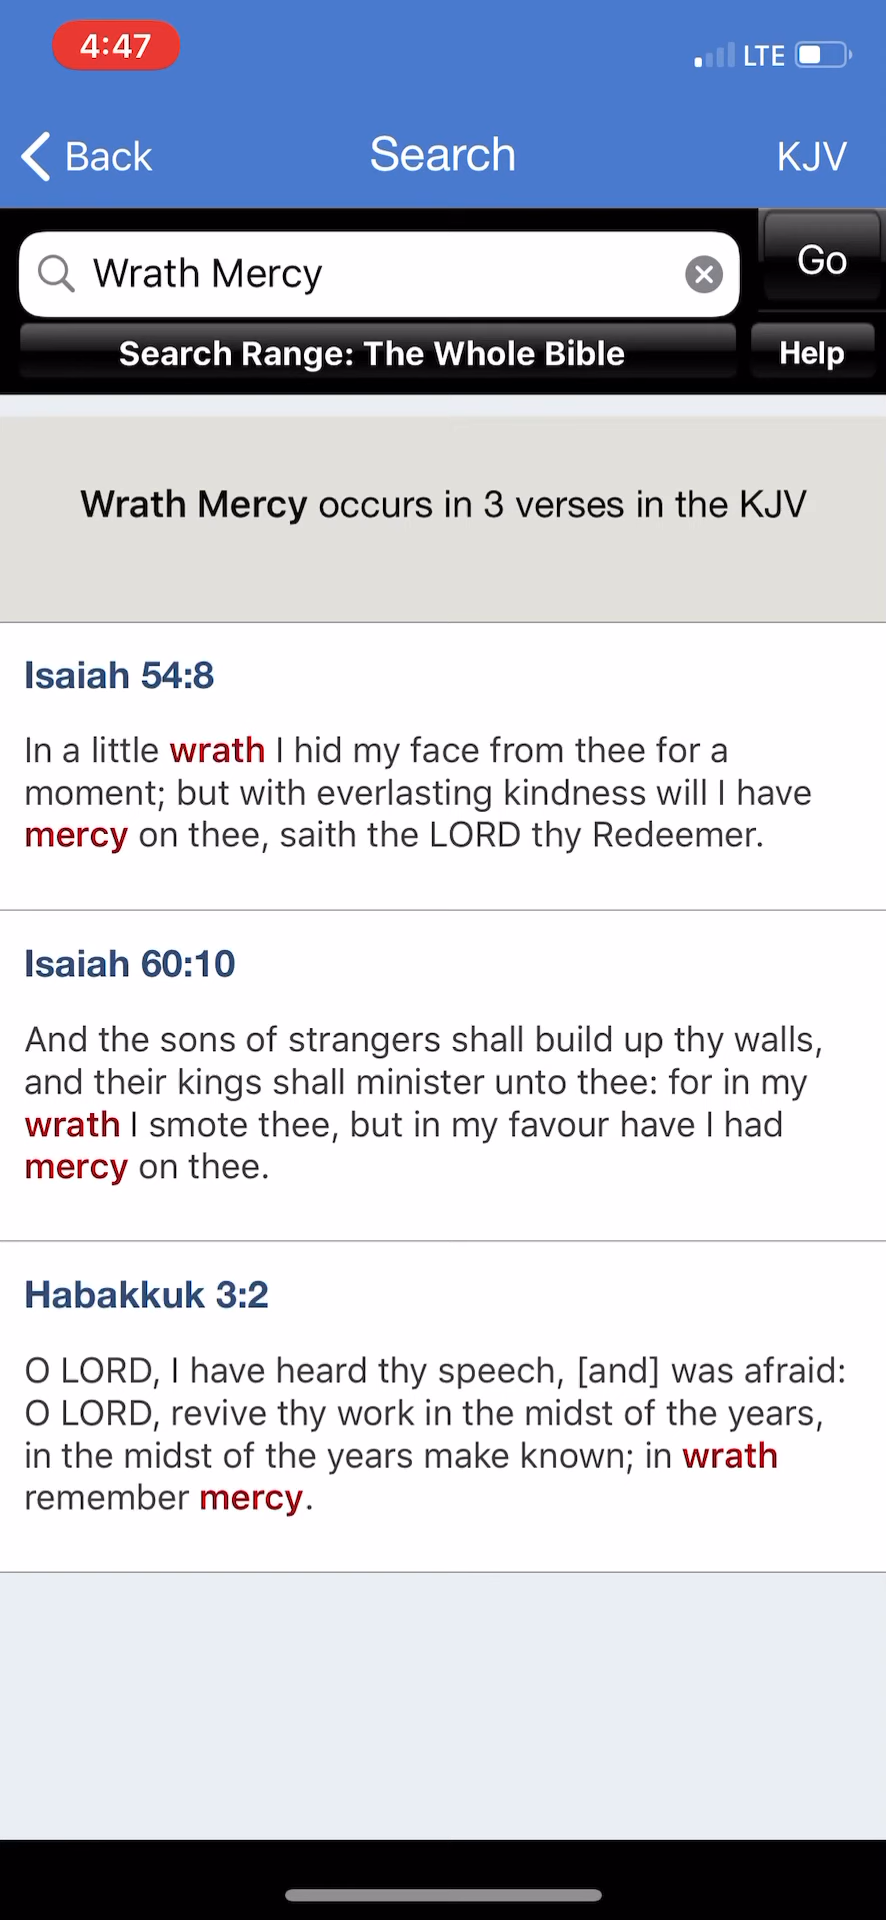 4:47
LTE
Back
Search
KJV
Wrath Mercy
Go
Search Range: The Whole Bible
Help
Wrath Mercy occurs in 3 verses in the KJV
Isaiah 54:8
In a little wrath I hid my face from thee for a
moment; but with everlasting kindness will I have
mercy on thee, saith the LORD thy Redeemer.
Isaiah 60:10
And the sons of strangers shall build up thy walls,
and their kings shall minister unto thee: for in my
wrath I smote thee, but in my favour have I had
mercy on thee.
Habakkuk 3:2
O LORD, I have heard thy speech, [and] was afraid:
O LORD, revive thy work in the midst of the years,
in the midst of the years make known; in wrath
remember mercy.